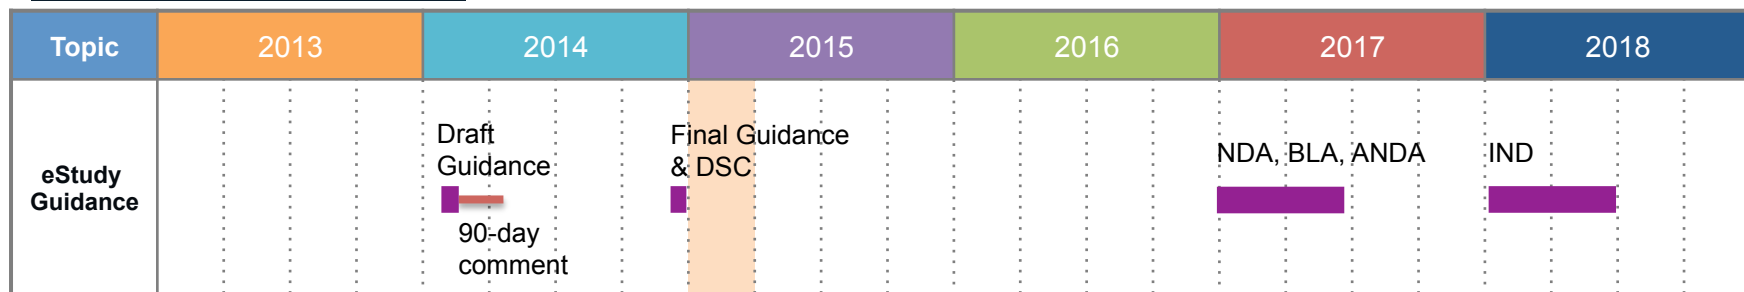 Topic 2013 2014 2015 2016 2017 2018
eStudy
Guidance
Draft
Guidance
90-day
comment
Final Guidance
& DSC
NDA, BLA, ANDA
IND